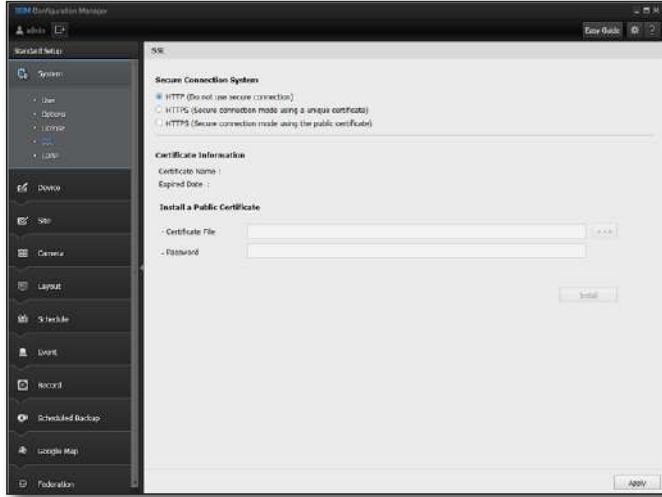 SSM Configuration Manager
admin
Easy Guide
?
Standard Setup
SSL
System
User
Options
License
SSL
LDAP
Device
Site
Camera
Layout
Schedule
Event
Record
Scheduled Backup
Google Map
Federation
Secure Connection System
HTTP (Do not use secure connection)
HTTPS (Secure connection mode using a unique certificate)
HTTPS (Secure connection mode using the public certificate)
Certificate Information
Certificate Name :
Expired Date :
Install a Public Certificate
- Certificate File
- Password
Install
Apply